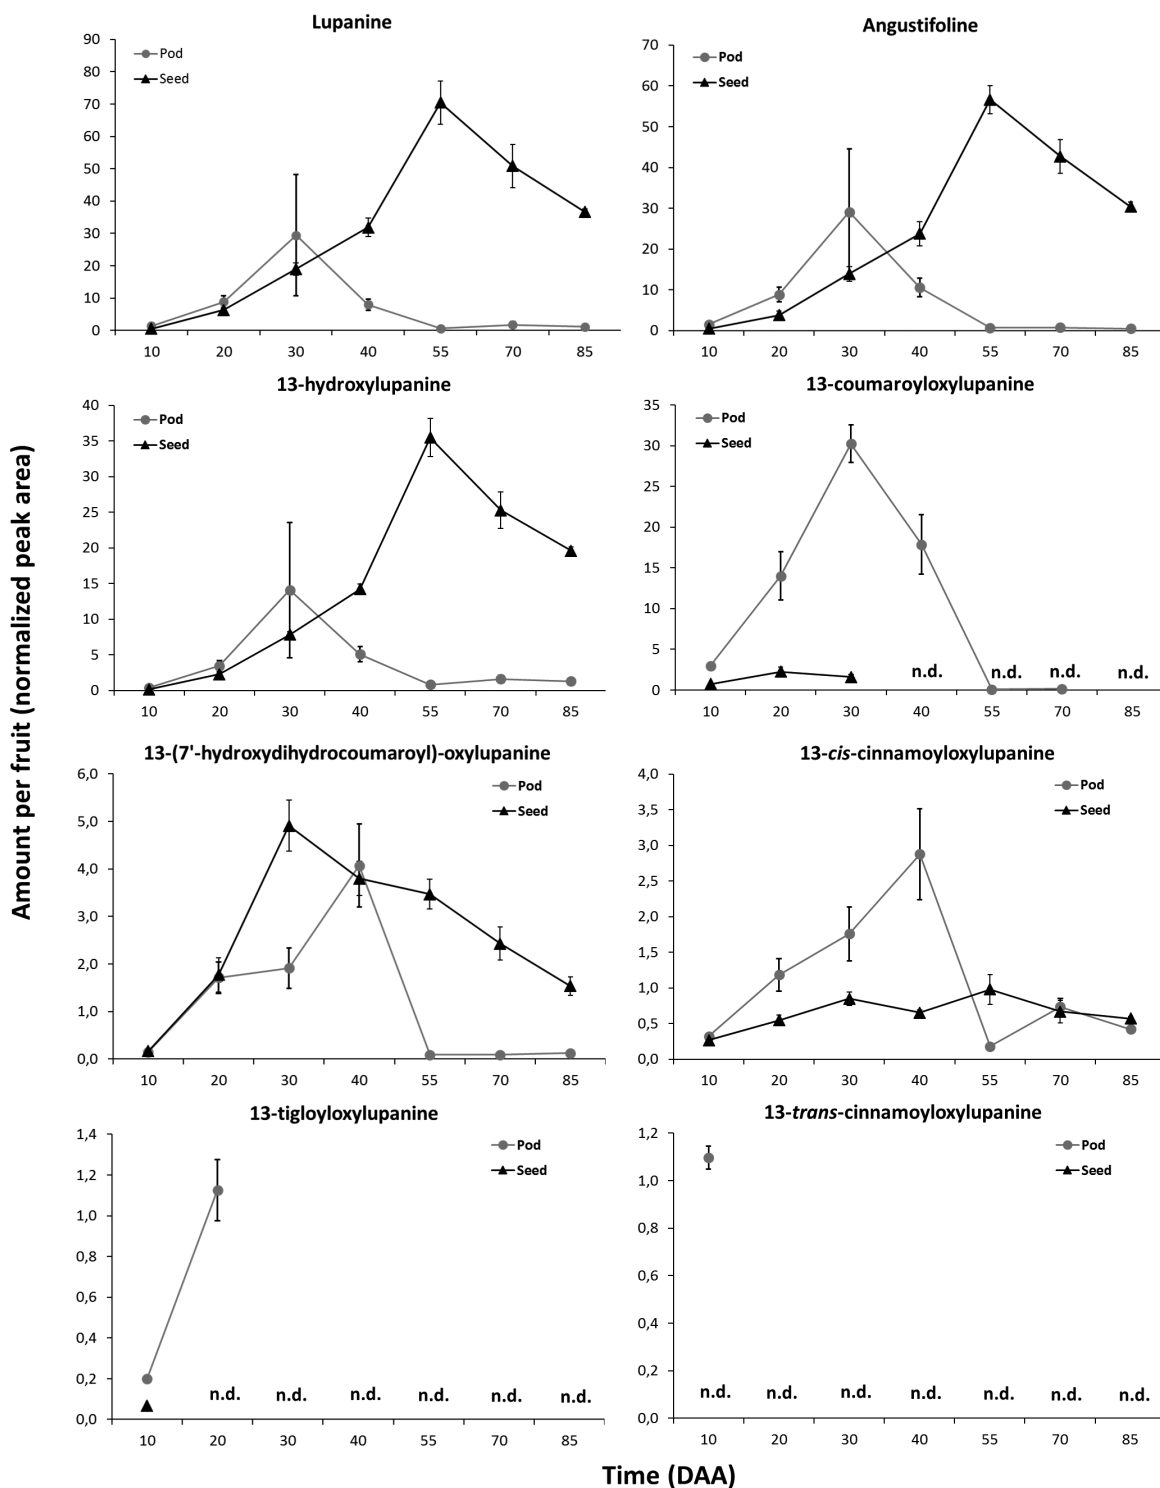 Lupanine
90
80
70
60
50
40
30
20
10
0
Pod
Seed
10 20 30 40 55 70 85
Angustifoline
70
60
50
40
30
20
10
0
Pod
Seed
10 20 30 40 55 70 85
13-hydroxylupanine
40
35
30
25
20
15
10
5
0
Pod
Seed
10 20 30 40 55 70 85
13-coumaroyloxylupanine
35
30
25
20
15
10
5
0
Pod
Seed
n.d. n.d. n.d. n.d.
10 20 30 40 55 70 85
Amount per fruit (normalized peak area)
13-(7'-hydroxydihydrocoumaroyl)-oxylupanine
6,0
5,0
4,0
3,0
2,0
1,0
0,0
Pod
Seed
10 20 30 40 55 70 85
13-cis-cinnamoyloxylupanine
4,0
3,5
3,0
2,5
2,0
1,5
1,0
0,5
0,0
Pod
Seed
10 20 30 40 55 70 85
13-tigloyloxylupanine
1,4
1,2
1,0
0,8
0,6
0,4
0,2
0,0
Pod
Seed
n.d. n.d. n.d. n.d. n.d. n.d.
10 20 30 40 55 70 85
13-trans-cinnamoyloxylupanine
1,2
1,0
0,8
0,6
0,4
0,2
0,0
Pod
Seed
n.d. n.d. n.d. n.d. n.d. n.d. n.d.
10 20 30 40 55 70 85
Time (DAA)